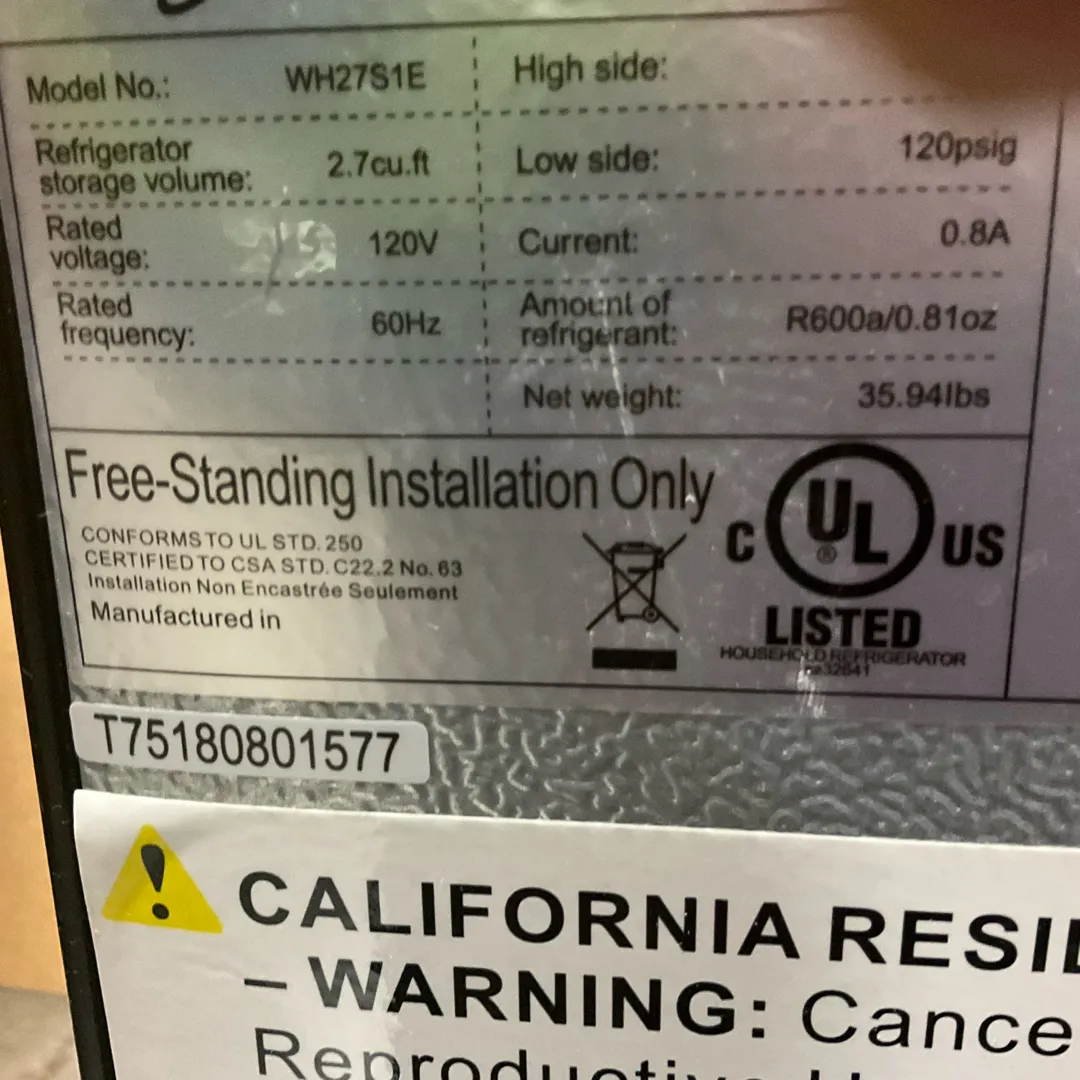 Model No.: WH27S1E High side:
Refrigerator
storage volume: 2.7cu.ft Low side: 120psig
Rated
voltage: 120V Current: 0.8A
Rated
frequency: 60Hz Amount of
refrigerant: R600a/0.81oz
Net weight: 35.94lbs
Free-Standing Installation Only
CONFORMS TO UL STD. 250
CERTIFIED TO CSA STD. C22.2 No. 63
Installation Non Encastrée Seulement
Manufactured in
C UL ® US
LISTED
HOUSEHOLD REFRIGERATOR
T75180801577
CALIFORNIA RESI
– WARNING: Cance